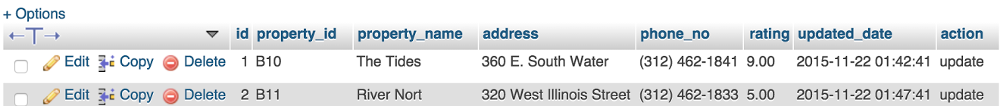 + Options
←T→ id property_id property_name address phone_no rating updated_date action
Edit Copy Delete 1 B10 The Tides 360 E. South Water (312) 462-1841 9.00 2015-11-22 01:42:41 update
Edit Copy Delete 2 B11 River Nort 320 West Illinois Street (312) 462-1833 5.00 2015-11-22 01:47:41 update